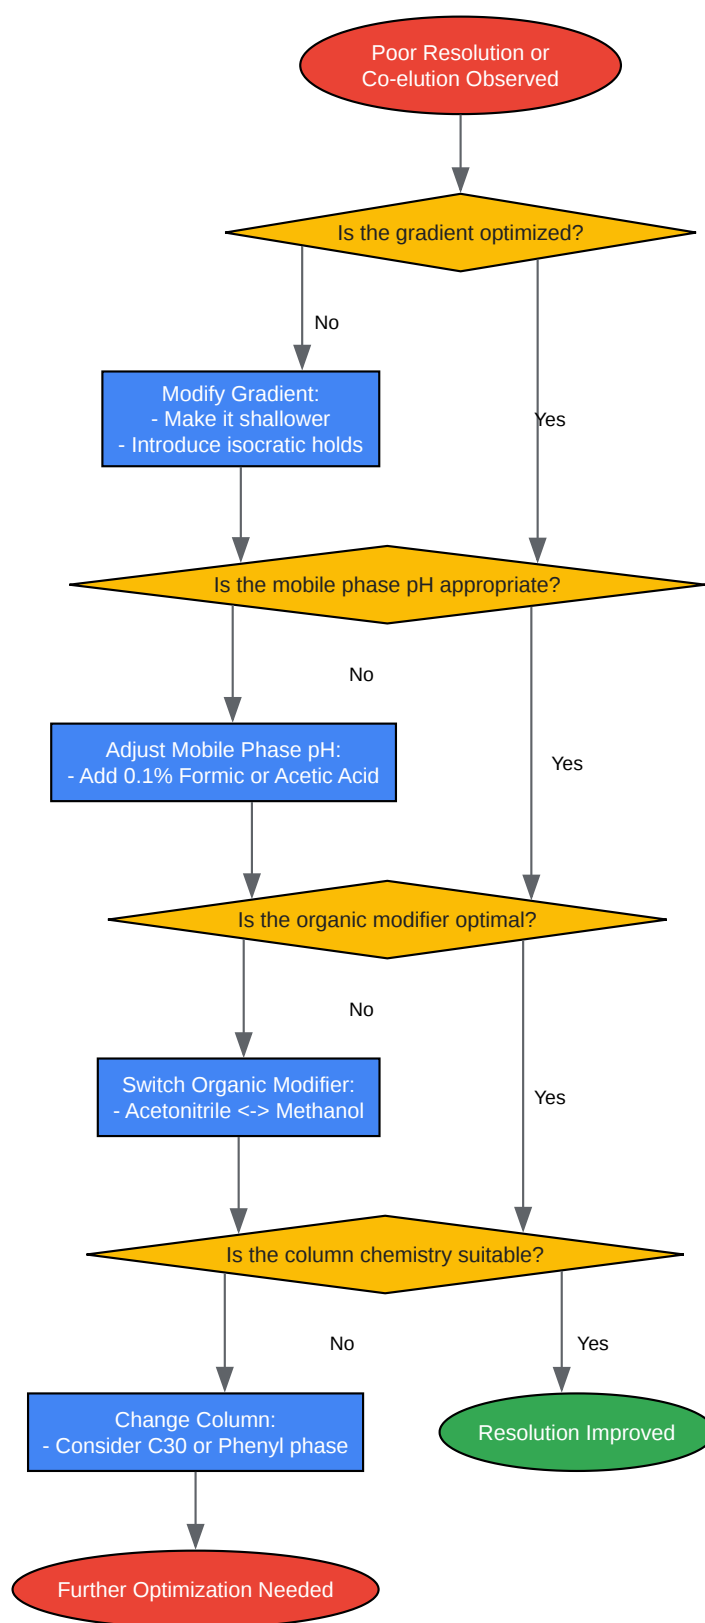 Poor Resolution or
Co-elution Observed
Is the gradient optimized?
No
Modify Gradient:
- Make it shallower
- Introduce isocratic holds
Yes
Is the mobile phase pH appropriate?
No
Adjust Mobile Phase pH:
- Add 0.1% Formic or Acetic Acid
Yes
Is the organic modifier optimal?
No
Switch Organic Modifier:
- Acetonitrile <-> Methanol
Yes
Is the column chemistry suitable?
No
Yes
Change Column:
- Consider C30 or Phenyl phase
Resolution Improved
Further Optimization Needed